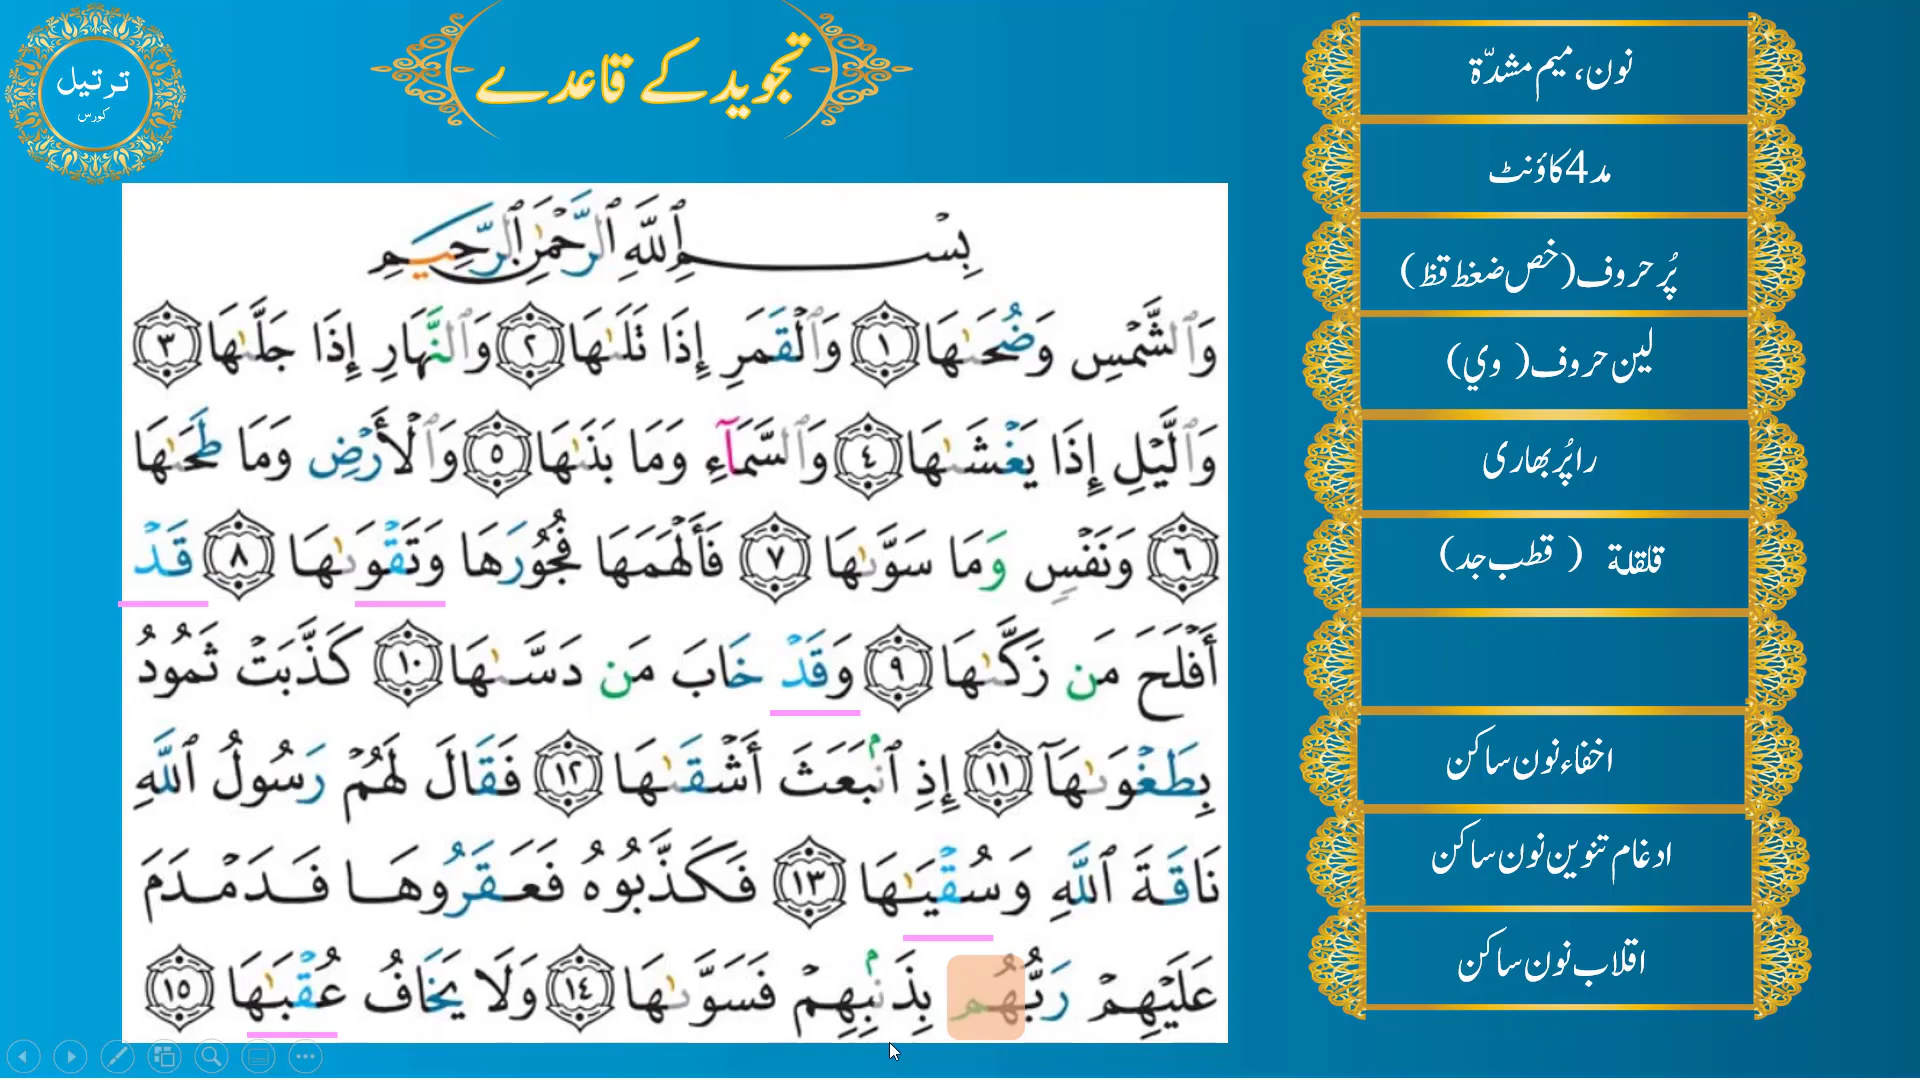 ترتیل
کورس
تجوید کے قاعدے
بِسْمِ ٱللَّهِ ٱلرَّحْمَٰنِ ٱلرَّحِيمِ
وَٱلشَّمْسِ وَضُحَىٰهَا ١ وَٱلْقَمَرِ إِذَا تَلَىٰهَا ٢ وَٱلنَّهَارِ إِذَا جَلَّىٰهَا ٣
وَٱلَّيْلِ إِذَا يَغْشَىٰهَا ٤ وَٱلسَّمَآءِ وَمَا بَنَىٰهَا ٥ وَٱلْأَرْضِ وَمَا طَحَىٰهَا
٦ وَنَفْسٍ وَمَا سَوَّىٰهَا ٧ فَأَلْهَمَهَا فُجُورَهَا وَتَقْوَىٰهَا ٨ قَدْ
أَفْلَحَ مَن زَكَّىٰهَا ٩ وَقَدْ خَابَ مَن دَسَّىٰهَا ١٠ كَذَّبَتْ ثَمُودُ
بِطَغْوَىٰهَآ ١١ إِذِ ٱنۢبَعَثَ أَشْقَىٰهَا ١٢ فَقَالَ لَهُمْ رَسُولُ ٱللَّهِ
نَاقَةَ ٱللَّهِ وَسُقْيَٰهَا ١٣ فَكَذَّبُوهُ فَعَقَرُوهَا فَدَمْدَمَ
عَلَيْهِمْ رَبُّهُم بِذَنۢبِهِمْ فَسَوَّىٰهَا ١٤ وَلَا يَخَافُ عُقْبَٰهَا ١٥
نون، میم مشدّۃ
مد 4 کاؤنٹ
پُر حروف (خص ضغط قظ)
لین حروف ( و ي)
را پُر بھاری
قلقلة ( قطب جد)
اخفاء نون ساکن
ادغام تنوین نون ساکن
اقلاب نون ساکن